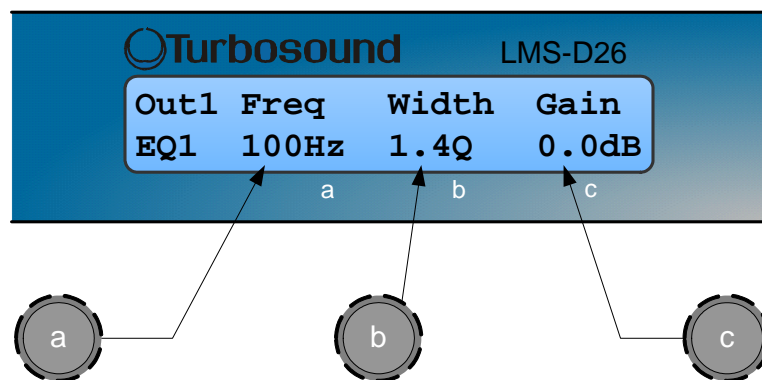 Turbosound LMS-D26
Out1 Freq Width Gain
EQ1 100Hz 1.4Q 0.0dB
a b c
a b c